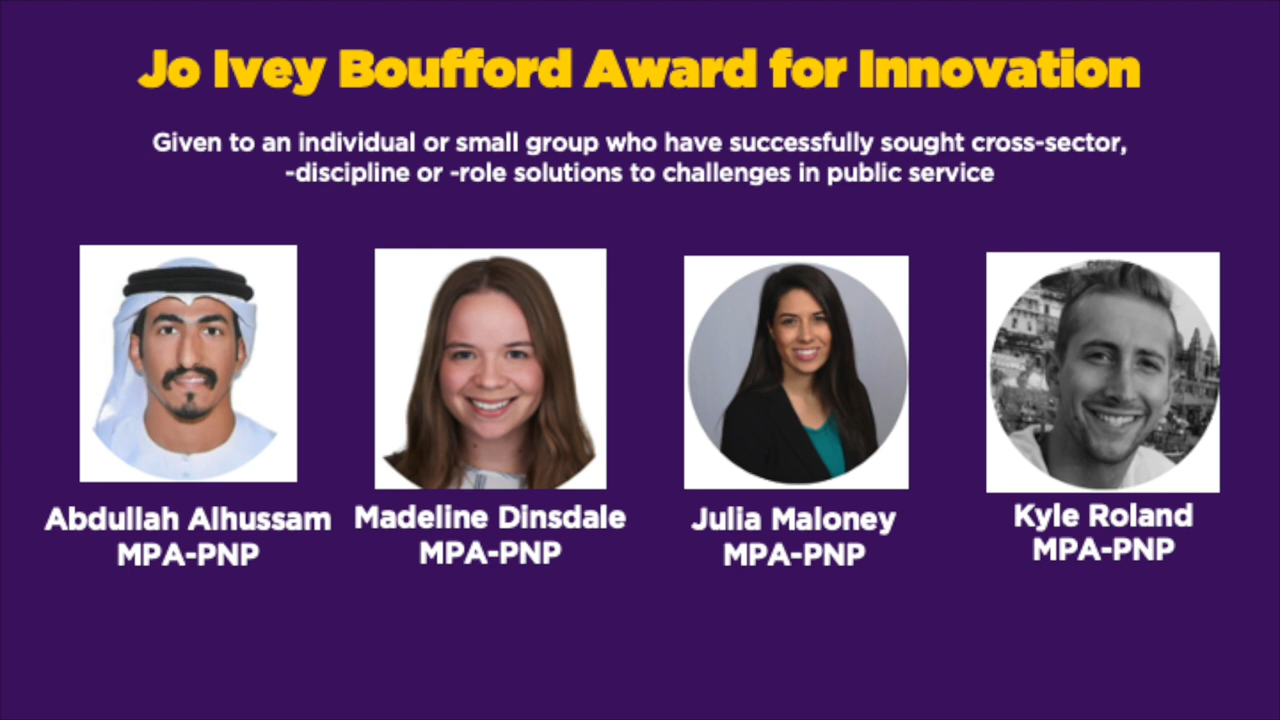 Jo Ivey Boufford Award for Innovation
Given to an individual or small group who have successfully sought cross-sector,
-discipline or -role solutions to challenges in public service
Abdullah Alhussam
MPA-PNP
Madeline Dinsdale
MPA-PNP
Julia Maloney
MPA-PNP
Kyle Roland
MPA-PNP